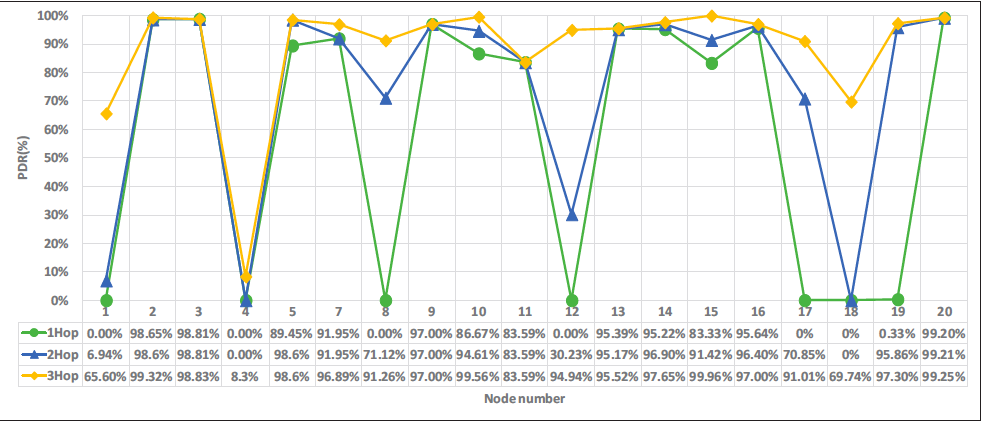 100%
90%
80%
70%
60%
50%
40%
30%
20%
10%
0%
PDR(%)
1 2 3 4 5 7 8 9 10 11 12 13 14 15 16 17 18 19 20
1Hop 0.00% 98.65% 98.81% 0.00% 89.45% 91.95% 0.00% 97.00% 86.67% 83.59% 0.00% 95.39% 95.22% 83.33% 95.64% 0% 0% 0.33% 99.20%
2Hop 6.94% 98.6% 98.81% 0.00% 98.6% 91.95% 71.12% 97.00% 94.61% 83.59% 30.23% 95.17% 96.90% 91.42% 96.40% 70.85% 0% 95.86% 99.21%
3Hop 65.60% 99.32% 98.83% 8.3% 98.6% 96.89% 91.26% 97.00% 99.56% 83.59% 94.94% 95.52% 97.65% 99.96% 97.00% 91.01% 69.74% 97.30% 99.25%
Node number